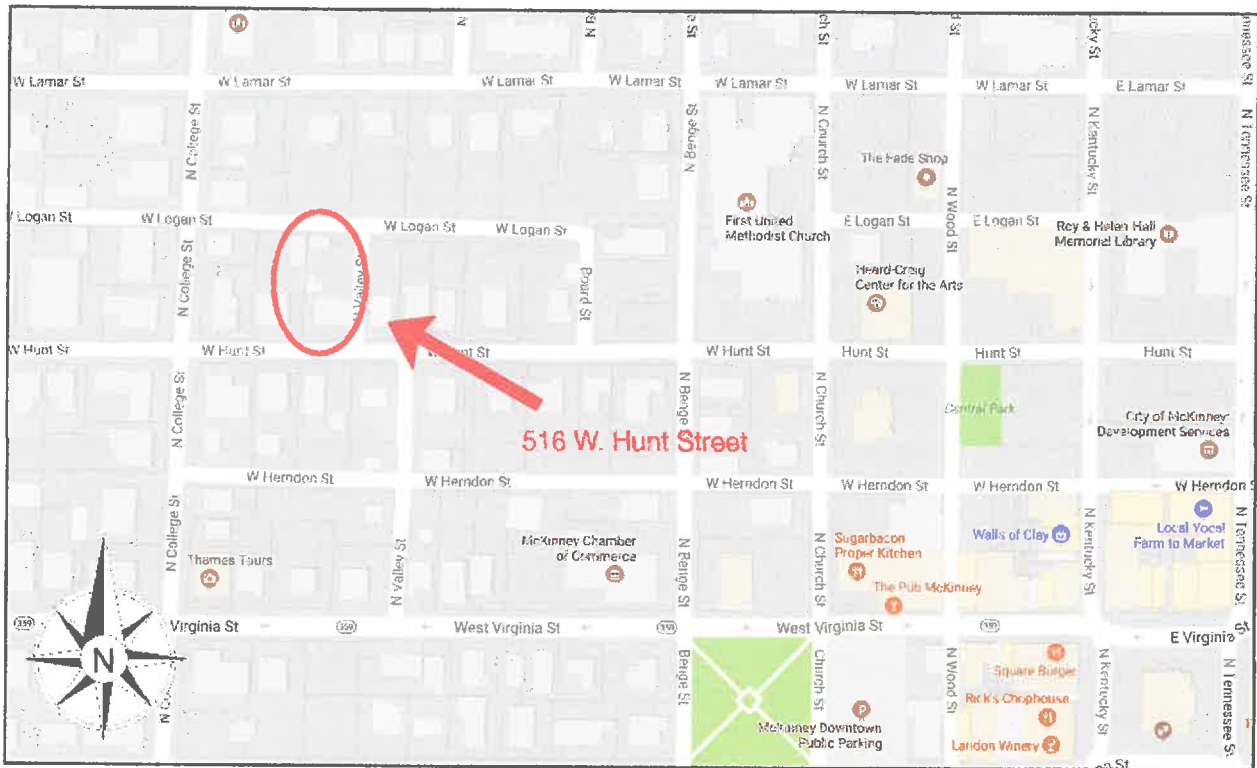 N
W Lamar St
W Lamar St
W Lamar St
W Lamar St
W Lamar St
W Lamar St
E Lamar St
N College St
N Benge St
N Church St
N Kentucky St
N Tennessee St
The Fade Shop
N Wood St
W Logan St
W Logan St
W Logan St
First United
Methodist Church
E Logan St
E Logan St
Roy & Helen Hall
Memorial Library
N College St
N Valley St
Board St
Heard-Craig
Center for the Arts
W Hunt St
W Hunt St
W Hunt St
W Hunt St
Hunt St
Hunt St
Hunt St
N College St
N Benge St
N Church St
Central Park
City of McKinney
Development Services
516 W. Hunt Street
W Herndon St
W Herndon St
W Herndon St
W Herndon St
W Herndon St
W Herndon S
N College St
N Valley St
Thames Tours
McKinney Chamber
of Commerce
N Benge St
N Church St
Sugarbacon
Proper Kitchen
The Pub McKinney
Walls of Clay
N Kentucky St
Local Yocal
Farm to Market
N Tennessee St
Virginia St
West Virginia St
West Virginia St
E Virginia
N
Benge St
Church St
McKinney Downtown
Public Parking
P
N Wood St
Square Burger
Rick's Chophouse
Landon Winery
N Kentucky St
N Tennessee St